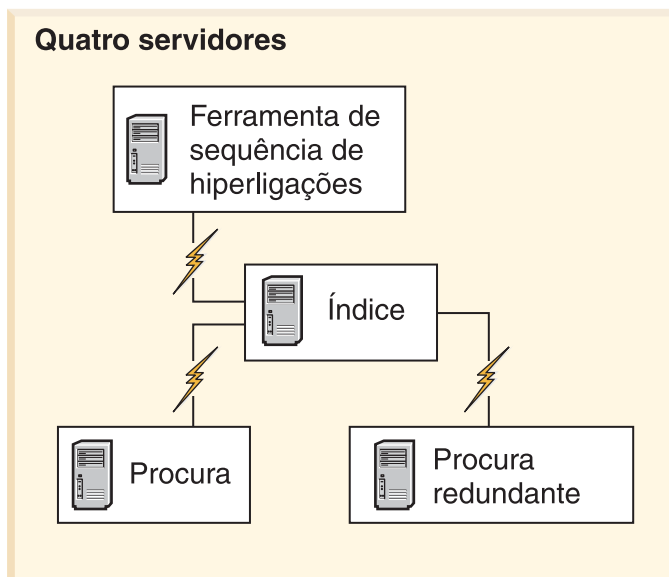 Quatro servidores
Ferramenta de
sequência de
hiperligações
Índice
Procura
Procura
redundante